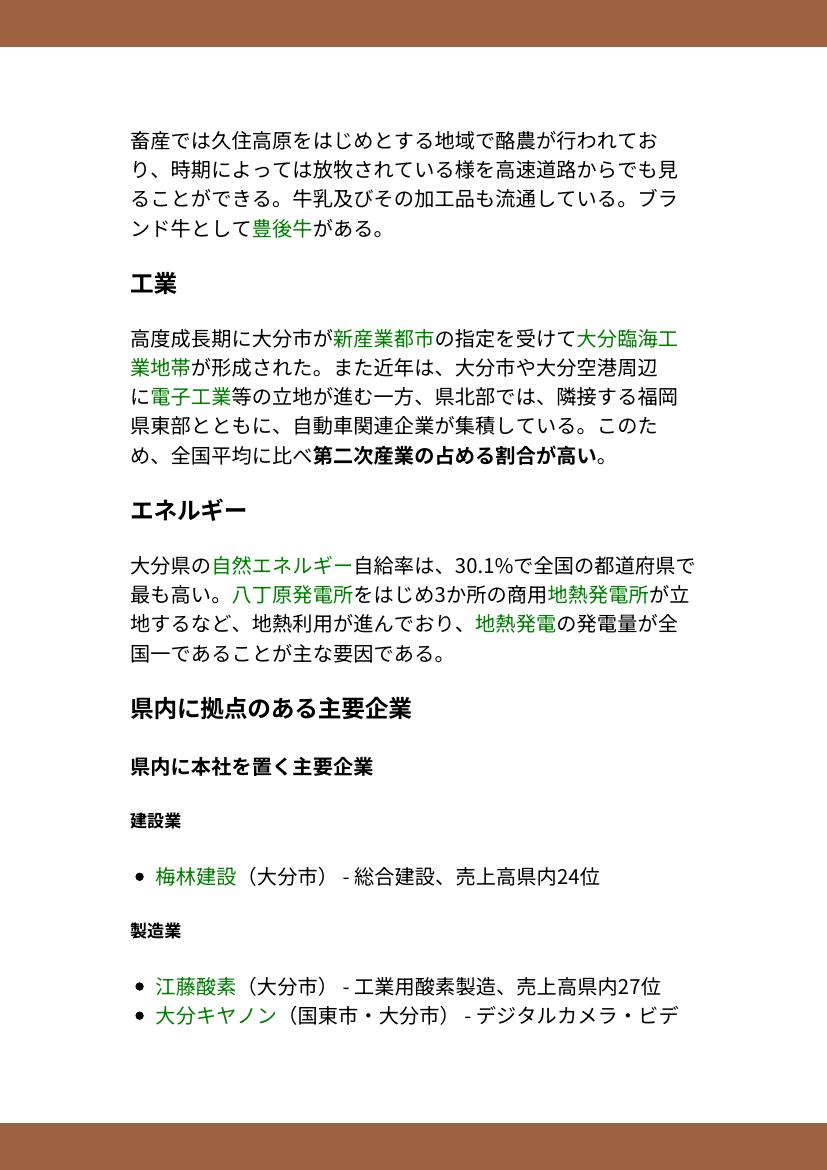 畜産では久住高原をはじめとする地域で酪農が行われてお
り、時期によっては放牧されている様を高速道路からでも見
ることができる。牛乳及びその加工品も流通している。ブラ
ンド牛として豊後牛がある。
工業
高度成長期に大分市が新産業都市の指定を受けて大分臨海工
業地帯が形成された。また近年は、大分市や大分空港周辺
に電子工業等の立地が進む一方、県北部では、隣接する福岡
県東部とともに、自動車関連企業が集積している。このた
め、全国平均に比べ第二次産業の占める割合が高い。
エネルギー
大分県の自然エネルギー自給率は、30.1%で全国の都道府県で
最も高い。八丁原発電所をはじめ3か所の商用地熱発電所が立
地するなど、地熱利用が進んでおり、地熱発電の発電量が全
国一であることが主な要因である。
県内に拠点のある主要企業
県内に本社を置く主要企業
建設業
• 梅林建設（大分市） - 総合建設、売上高県内24位
製造業
• 江藤酸素（大分市） - 工業用酸素製造、売上高県内27位
• 大分キヤノン（国東市・大分市） - デジタルカメラ・ビデ